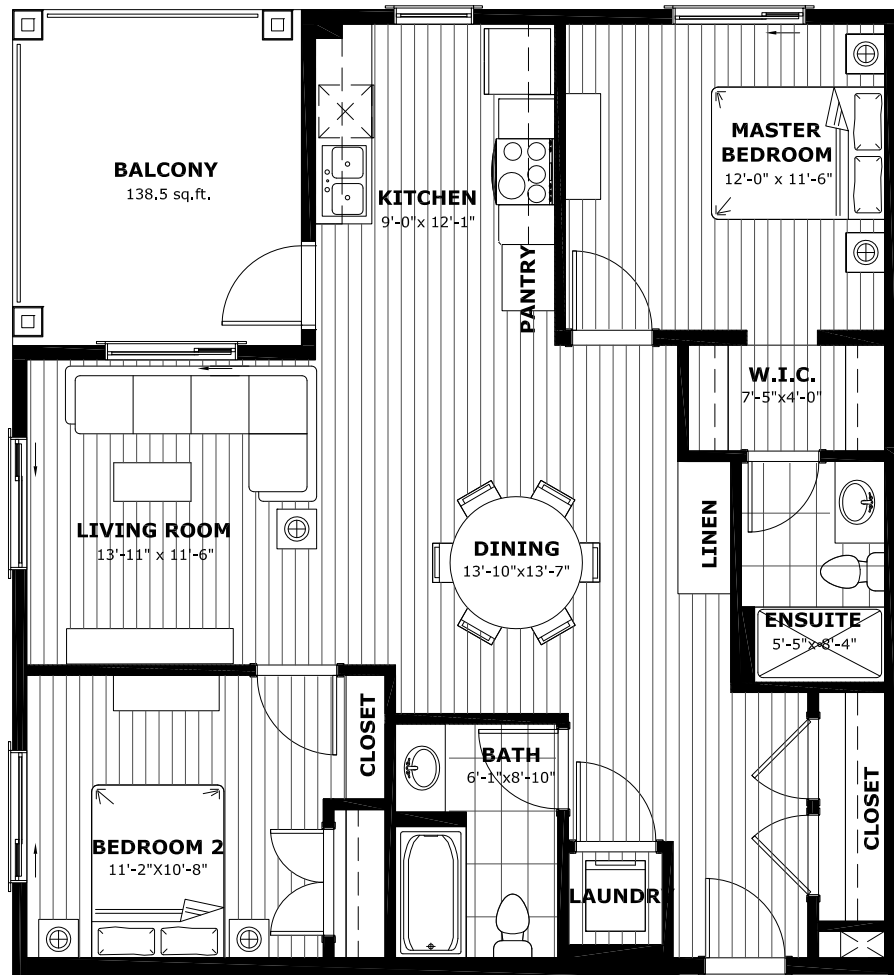 BALCONY
138.5 sq.ft.
KITCHEN
9'-0"x 12'-1"
PANTRY
MASTER
BEDROOM
12'-0" x 11'-6"
W.I.C.
7'-5"x4'-0"
LIVING ROOM
13'-11" x 11'-6"
DINING
13'-10"x13'-7"
LINEN
ENSUITE
5'-5"x8'-4"
CLOSET
BATH
6'-1"x8'-10"
BEDROOM 2
11'-2"X10'-8"
LAUNDRY
CLOSET